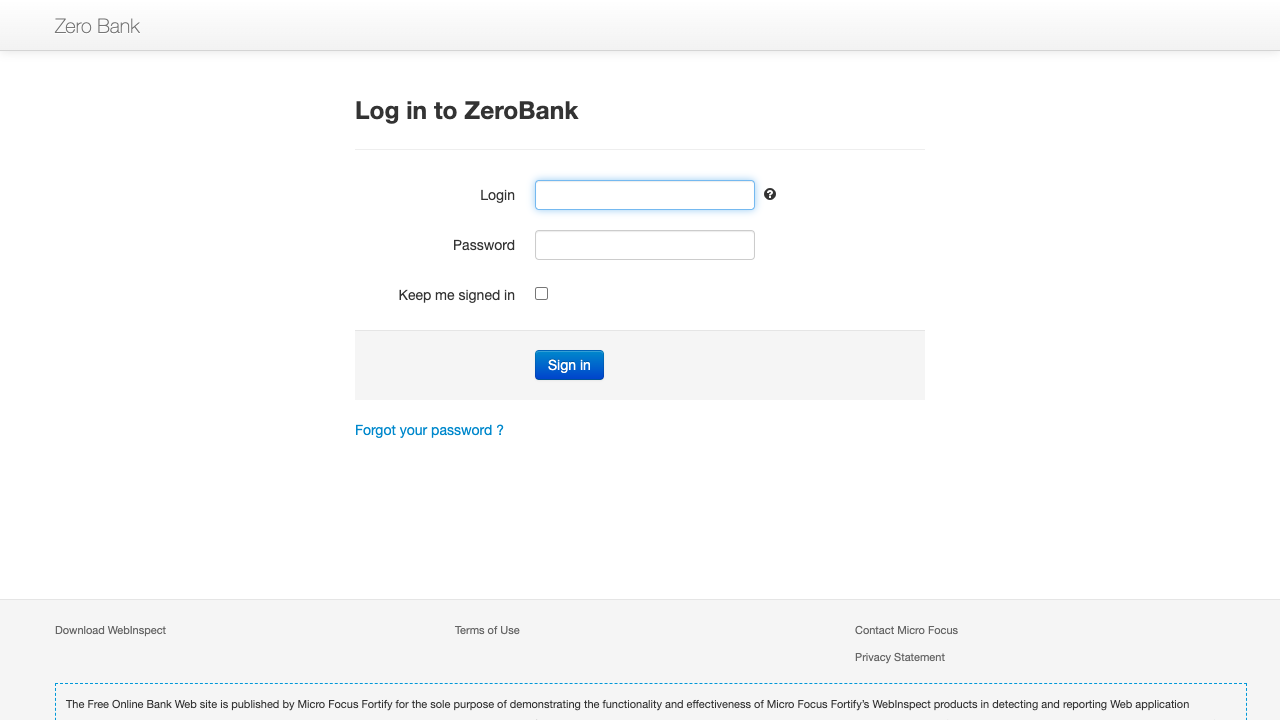 Zero Bank
Log in to ZeroBank
Login
Password
Keep me signed in
Sign in
Forgot your password ?
Download WebInspect
Terms of Use
Contact Micro Focus
Privacy Statement
The Free Online Bank Web site is published by Micro Focus Fortify for the sole purpose of demonstrating the functionality and effectiveness of Micro Focus Fortify's WebInspect products in detecting and reporting Web application